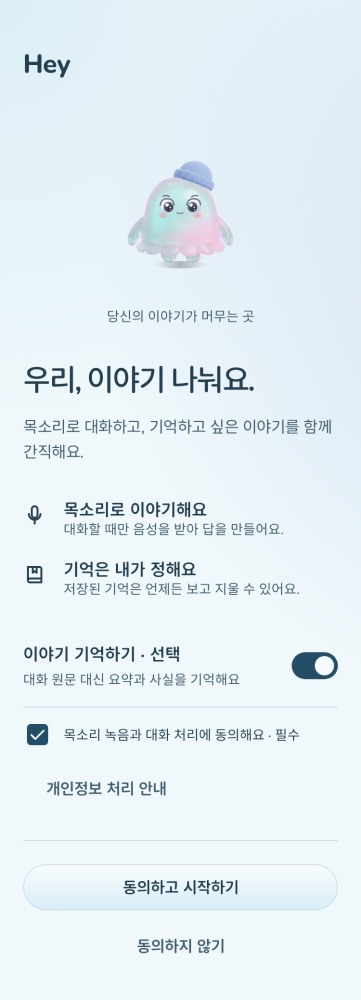 Hey
당신의 이야기가 머무는 곳
우리, 이야기 나눠요.
목소리로 대화하고, 기억하고 싶은 이야기를 함께
간직해요.
목소리로 이야기해요
대화할 때만 음성을 받아 답을 만들어요.
기억은 내가 정해요
저장된 기억은 언제든 보고 지울 수 있어요.
이야기 기억하기 · 선택
대화 원문 대신 요약과 사실을 기억해요
목소리 녹음과 대화 처리에 동의해요 · 필수
개인정보 처리 안내
동의하고 시작하기
동의하지 않기